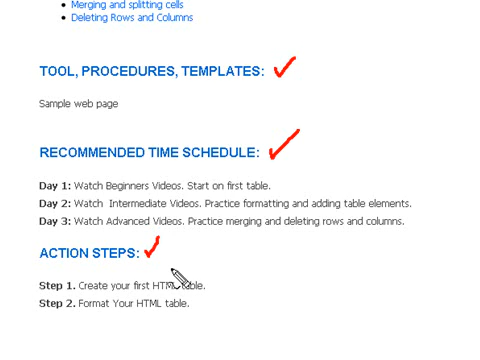 Merging and splitting cells
Deleting Rows and Columns
TOOL, PROCEDURES, TEMPLATES:
Sample web page
RECOMMENDED TIME SCHEDULE:
Day 1: Watch Beginners Videos. Start on first table.
Day 2: Watch Intermediate Videos. Practice formatting and adding table elements.
Day 3: Watch Advanced Videos. Practice merging and deleting rows and columns.
ACTION STEPS:
Step 1. Create your first HTML table.
Step 2. Format Your HTML table.